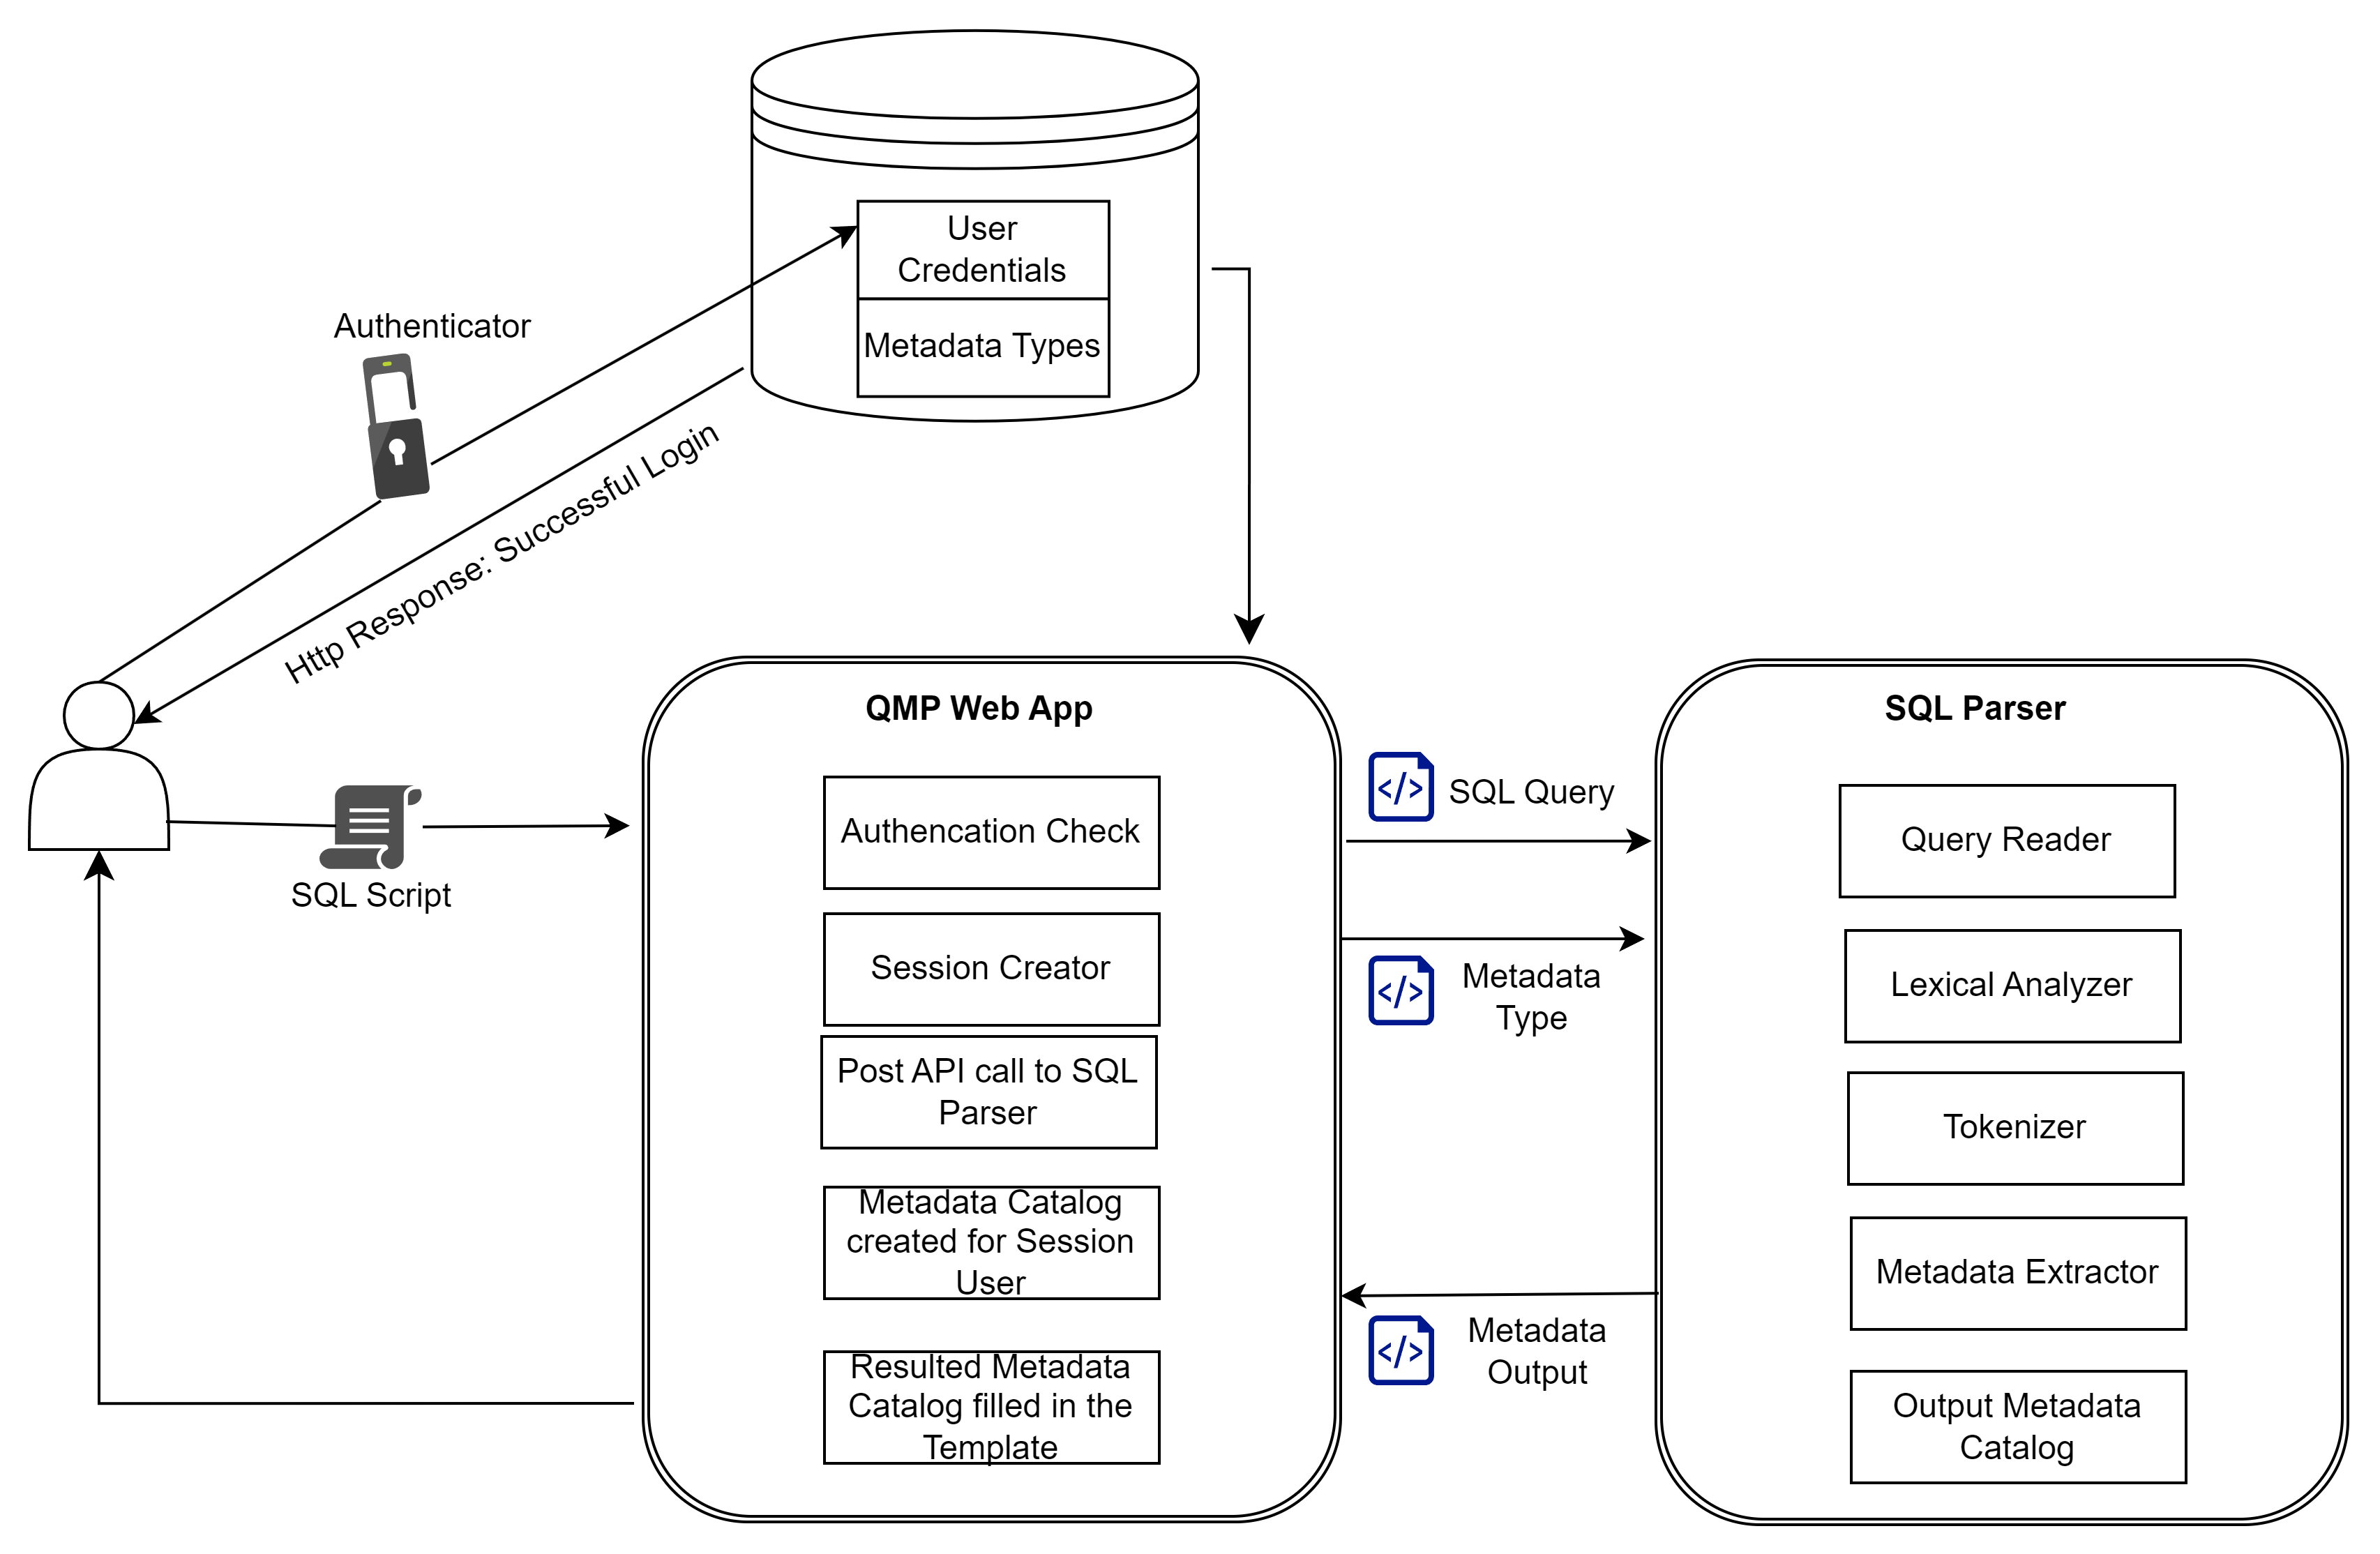 User
Credentials
Metadata Types
Authenticator
Http Response: Successful Login
QMP Web App
SQL Parser
SQL Script
Authencation Check
Session Creator
Post API call to SQL
Parser
Metadata Catalog
created for Session
User
Resulted Metadata
Catalog filled in the
Template
</> SQL Query
</> Metadata
Type
</> Metadata
Output
Query Reader
Lexical Analyzer
Tokenizer
Metadata Extractor
Output Metadata
Catalog